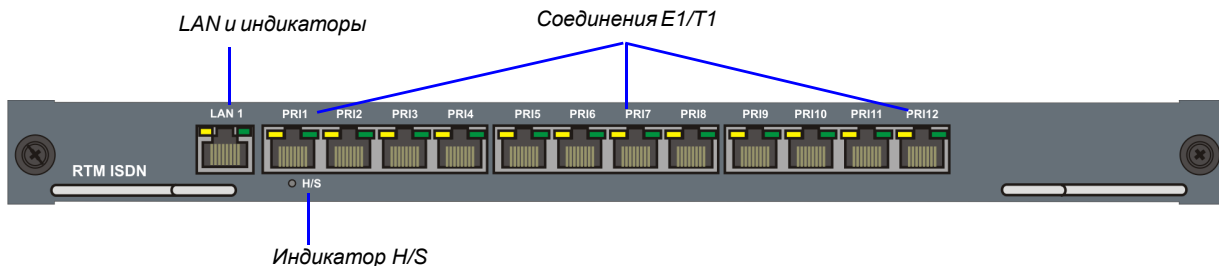 LAN и индикаторы
Соединения E1/T1
LAN 1 PRI1 PRI2 PRI3 PRI4 PRI5 PRI6 PRI7 PRI8 PRI9 PRI10 PRI11 PRI12
RTM ISDN
H/S
Индикатор H/S